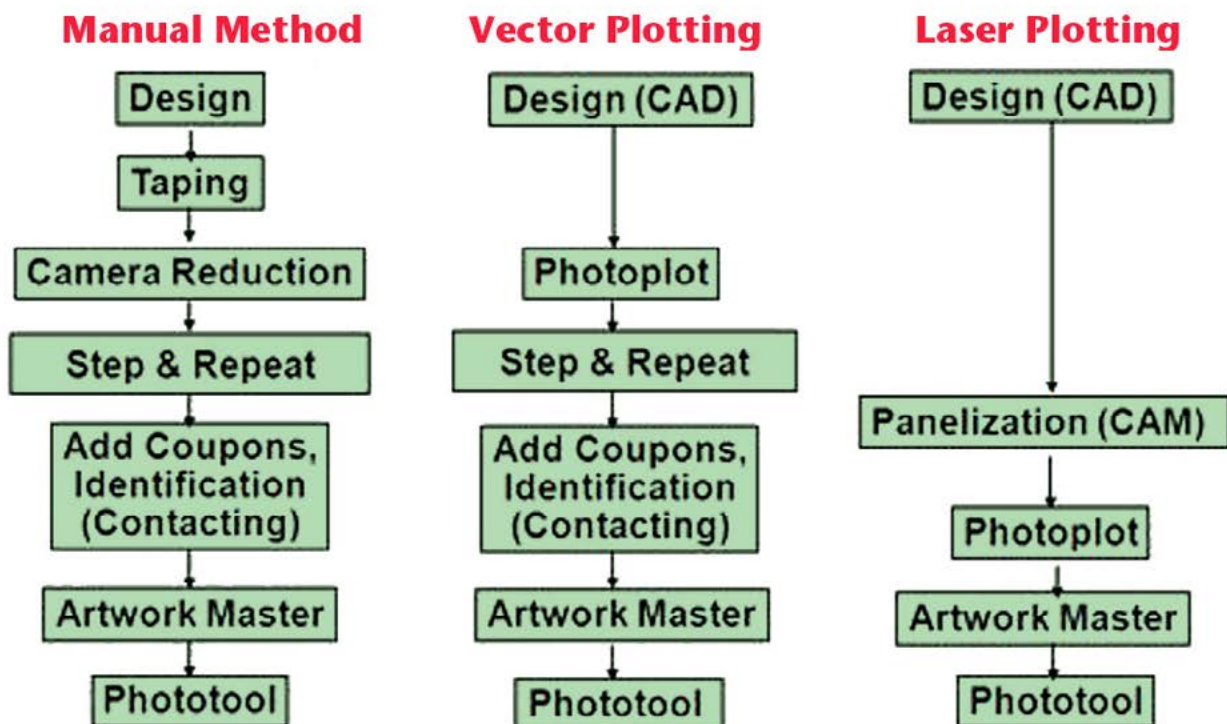 Manual Method
Design
Taping
Camera Reduction
Step & Repeat
Add Coupons,
Identification
(Contacting)
Artwork Master
Phototool
Vector Plotting
Design (CAD)
Photoplot
Step & Repeat
Add Coupons,
Identification
(Contacting)
Artwork Master
Phototool
Laser Plotting
Design (CAD)
Panelization (CAM)
Photoplot
Artwork Master
Phototool